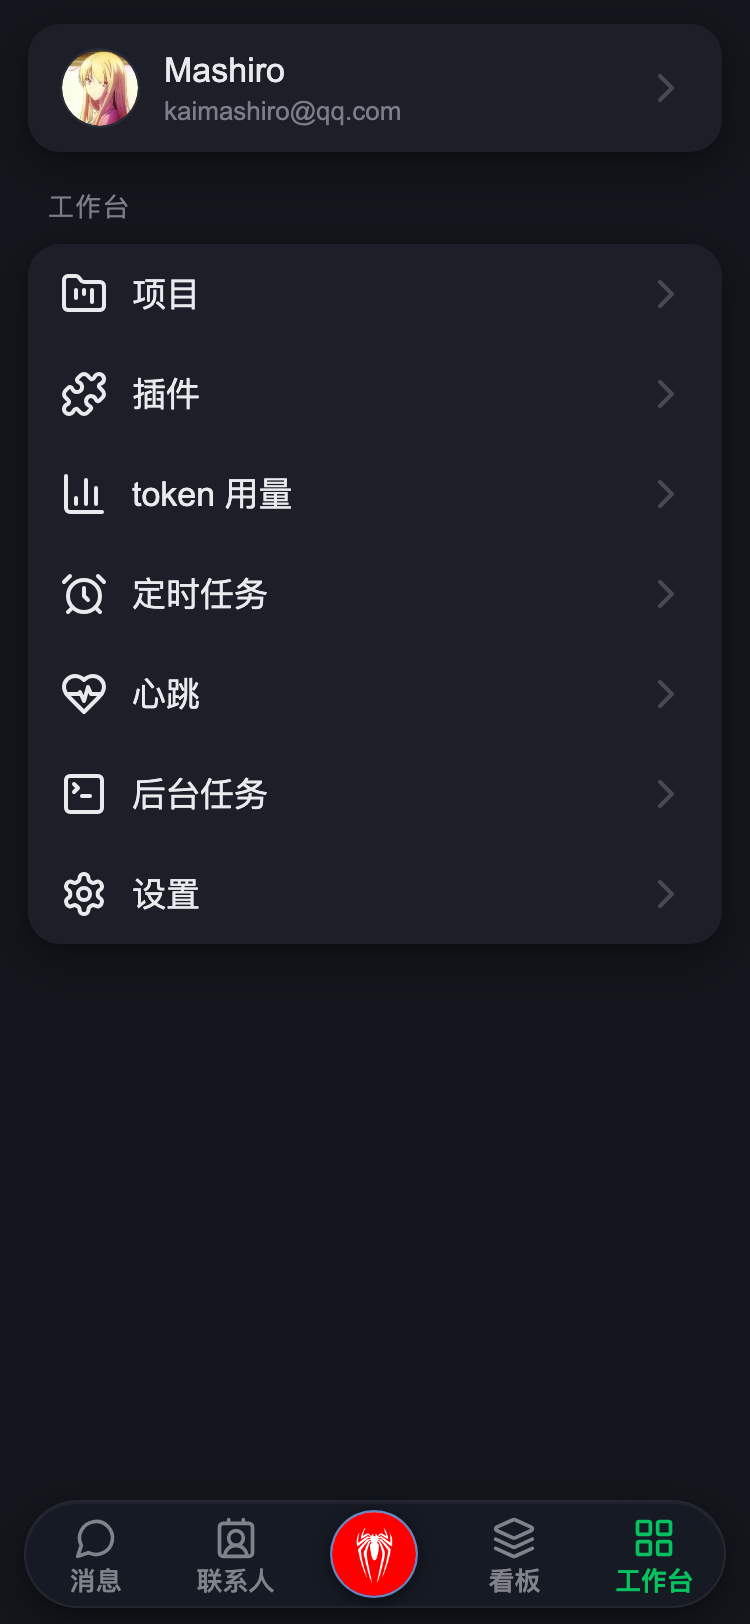 Mashiro
kaimashiro@qq.com
工作台
项目
插件
token 用量
定时任务
心跳
后台任务
设置
消息
联系人
看板
工作台